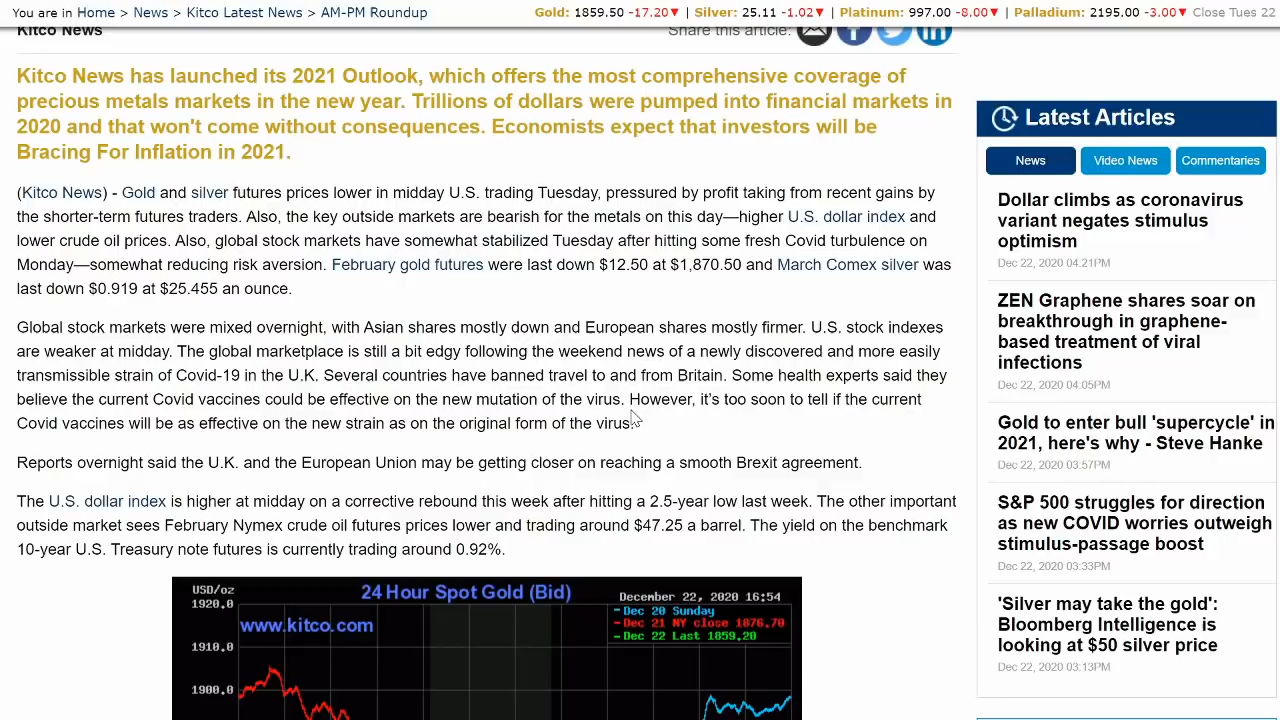 You are in Home > News > Kitco Latest News > AM-PM Roundup
Gold: 1859.50 -17.20▼ | Silver: 25.11 -1.02▼ | Platinum: 997.00 -8.00▼ | Palladium: 2195.00 -3.00▼ Close Tues 22
Kitco News
Share this article:
Kitco News has launched its 2021 Outlook, which offers the most comprehensive coverage of
precious metals markets in the new year. Trillions of dollars were pumped into financial markets in
2020 and that won't come without consequences. Economists expect that investors will be
Bracing For Inflation in 2021.
(Kitco News) - Gold and silver futures prices lower in midday U.S. trading Tuesday, pressured by profit taking from recent gains by
the shorter-term futures traders. Also, the key outside markets are bearish for the metals on this day—higher U.S. dollar index and
lower crude oil prices. Also, global stock markets have somewhat stabilized Tuesday after hitting some fresh Covid turbulence on
Monday—somewhat reducing risk aversion. February gold futures were last down $12.50 at $1,870.50 and March Comex silver was
last down $0.919 at $25.455 an ounce.
Global stock markets were mixed overnight, with Asian shares mostly down and European shares mostly firmer. U.S. stock indexes
are weaker at midday. The global marketplace is still a bit edgy following the weekend news of a newly discovered and more easily
transmissible strain of Covid-19 in the U.K. Several countries have banned travel to and from Britain. Some health experts said they
believe the current Covid vaccines could be effective on the new mutation of the virus. However, it's too soon to tell if the current
Covid vaccines will be as effective on the new strain as on the original form of the virus.
Reports overnight said the U.K. and the European Union may be getting closer on reaching a smooth Brexit agreement.
The U.S. dollar index is higher at midday on a corrective rebound this week after hitting a 2.5-year low last week. The other important
outside market sees February Nymex crude oil futures prices lower and trading around $47.25 a barrel. The yield on the benchmark
10-year U.S. Treasury note futures is currently trading around 0.92%.
USD/oz
24 Hour Spot Gold (Bid)
December 22, 2020 16:54
1920.0
www.kitco.com
Dec 20 Sunday
Dec 21 NY close 1876.70
Dec 22 Last 1859.20
1910.0
1900.0
Latest Articles
News
Video News
Commentaries
Dollar climbs as coronavirus
variant negates stimulus
optimism
Dec 22, 2020 04:21PM
ZEN Graphene shares soar on
breakthrough in graphene-
based treatment of viral
infections
Dec 22, 2020 04:05PM
Gold to enter bull 'supercycle' in
2021, here's why - Steve Hanke
Dec 22, 2020 03:57PM
S&P 500 struggles for direction
as new COVID worries outweigh
stimulus-passage boost
Dec 22, 2020 03:33PM
'Silver may take the gold':
Bloomberg Intelligence is
looking at $50 silver price
Dec 22, 2020 03:13PM